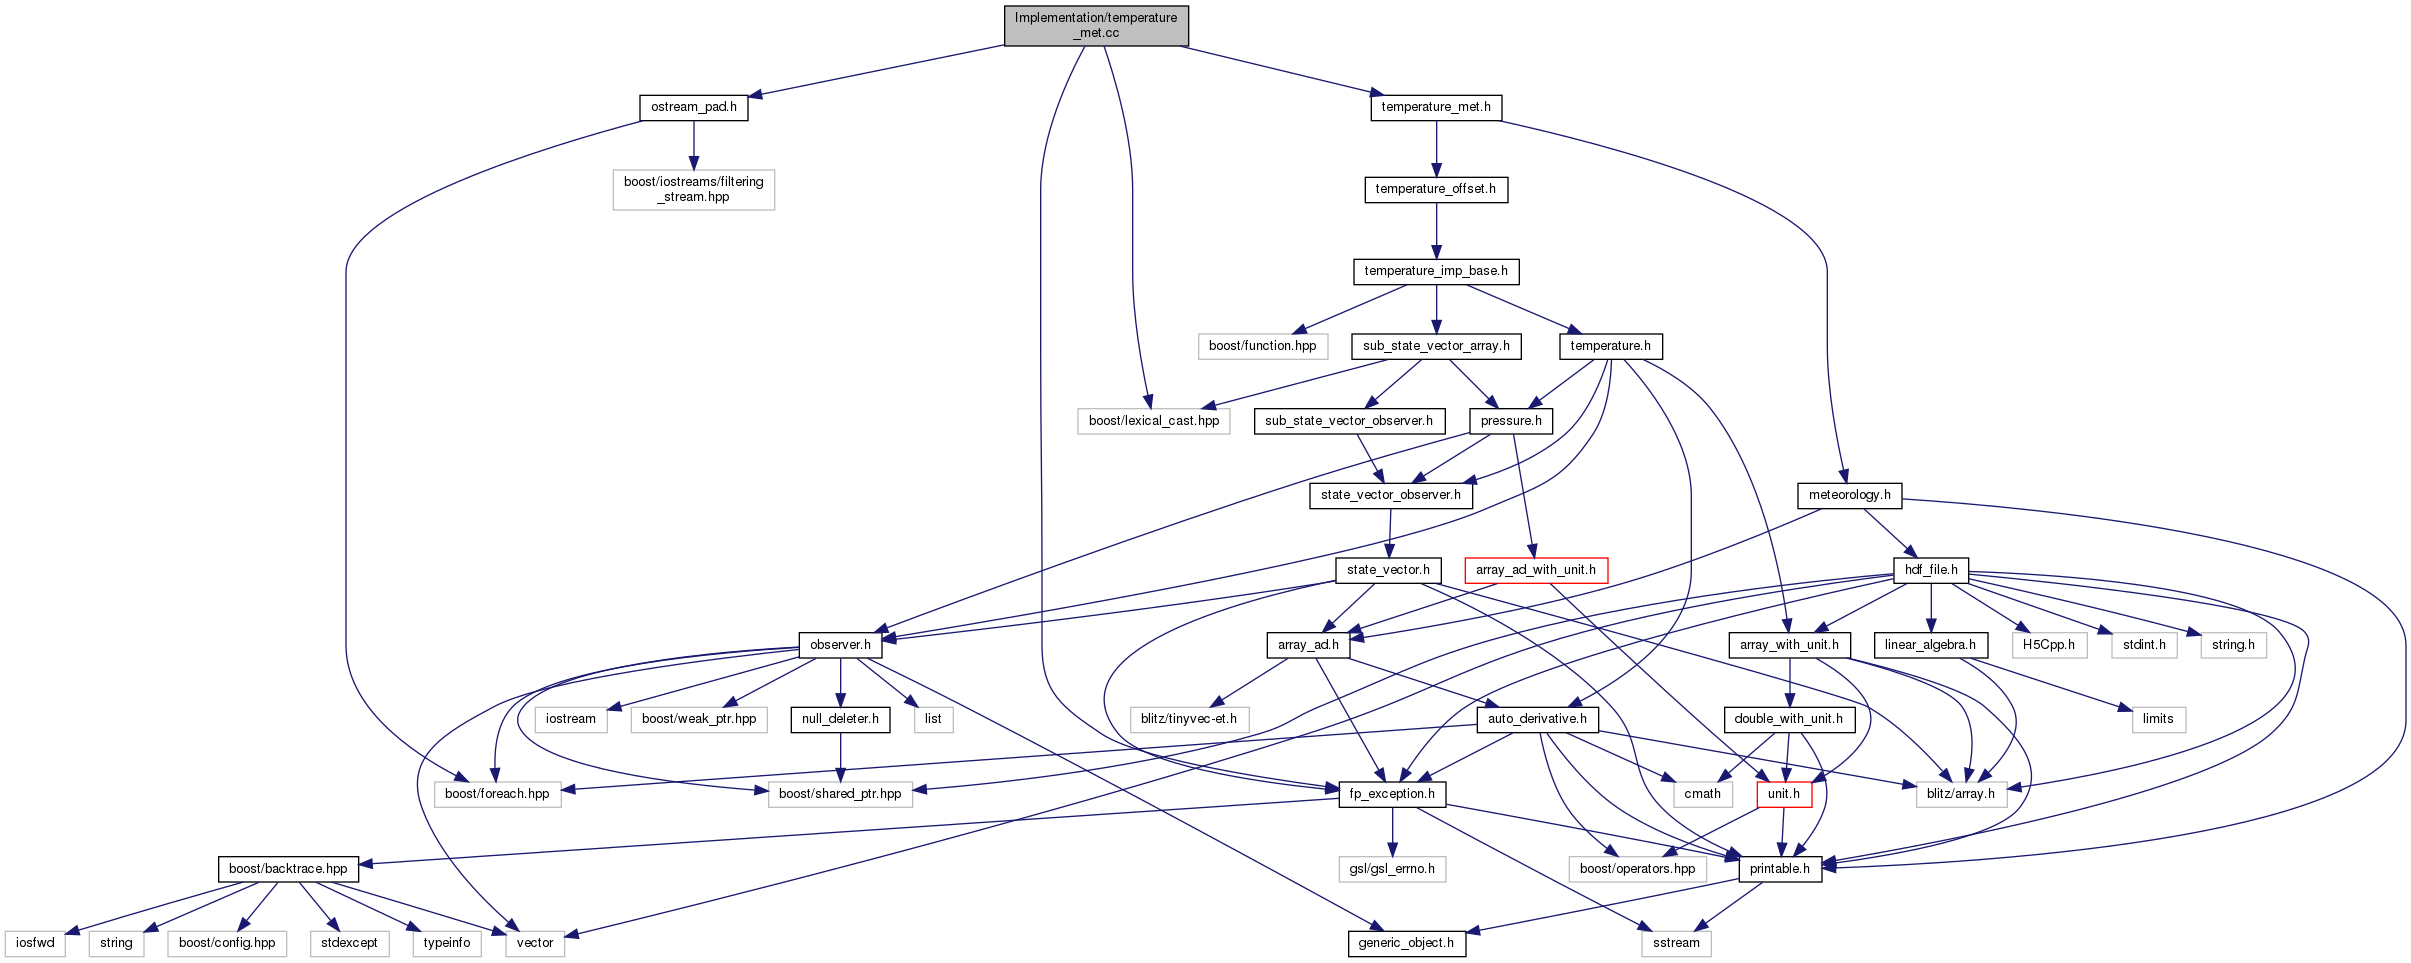 Implementation/temperature
_met.cc
ostream_pad.h
temperature_met.h
boost/iostreams/filtering
_stream.hpp
temperature_offset.h
temperature_imp_base.h
boost/function.hpp
sub_state_vector_array.h
temperature.h
boost/lexical_cast.hpp
sub_state_vector_observer.h
pressure.h
state_vector_observer.h
meteorology.h
state_vector.h
array_ad_with_unit.h
hdf_file.h
observer.h
array_ad.h
array_with_unit.h
linear_algebra.h
H5Cpp.h
stdint.h
string.h
iostream
boost/weak_ptr.hpp
null_deleter.h
list
blitz/tinyvec-et.h
auto_derivative.h
double_with_unit.h
limits
boost/foreach.hpp
boost/shared_ptr.hpp
fp_exception.h
cmath
unit.h
blitz/array.h
boost/backtrace.hpp
gsl/gsl_errno.h
boost/operators.hpp
printable.h
iosfwd
string
boost/config.hpp
stdexcept
typeinfo
vector
generic_object.h
sstream